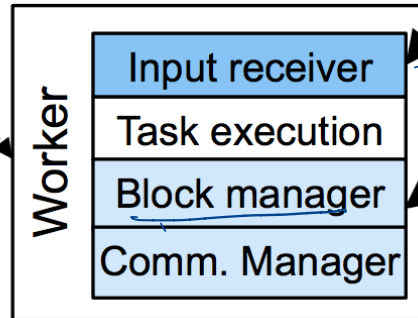 Worker
Input receiver
Task execution
Block manager
Comm. Manager